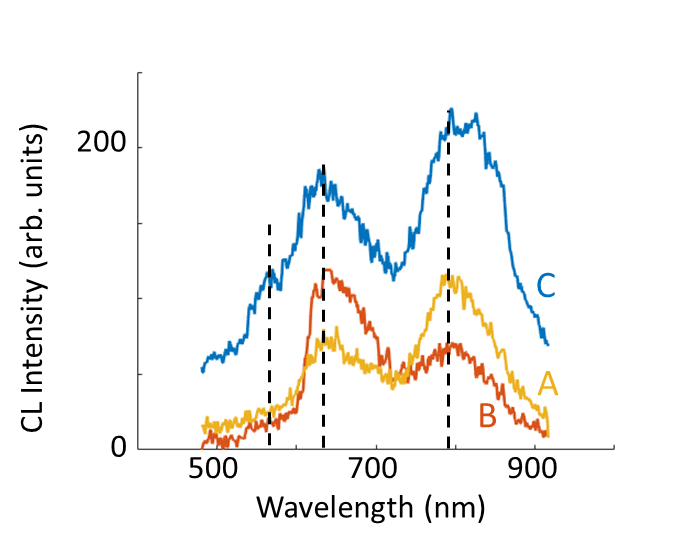 CL Intensity (arb. units)
200
0
C
A
B
500 700 900
Wavelength (nm)